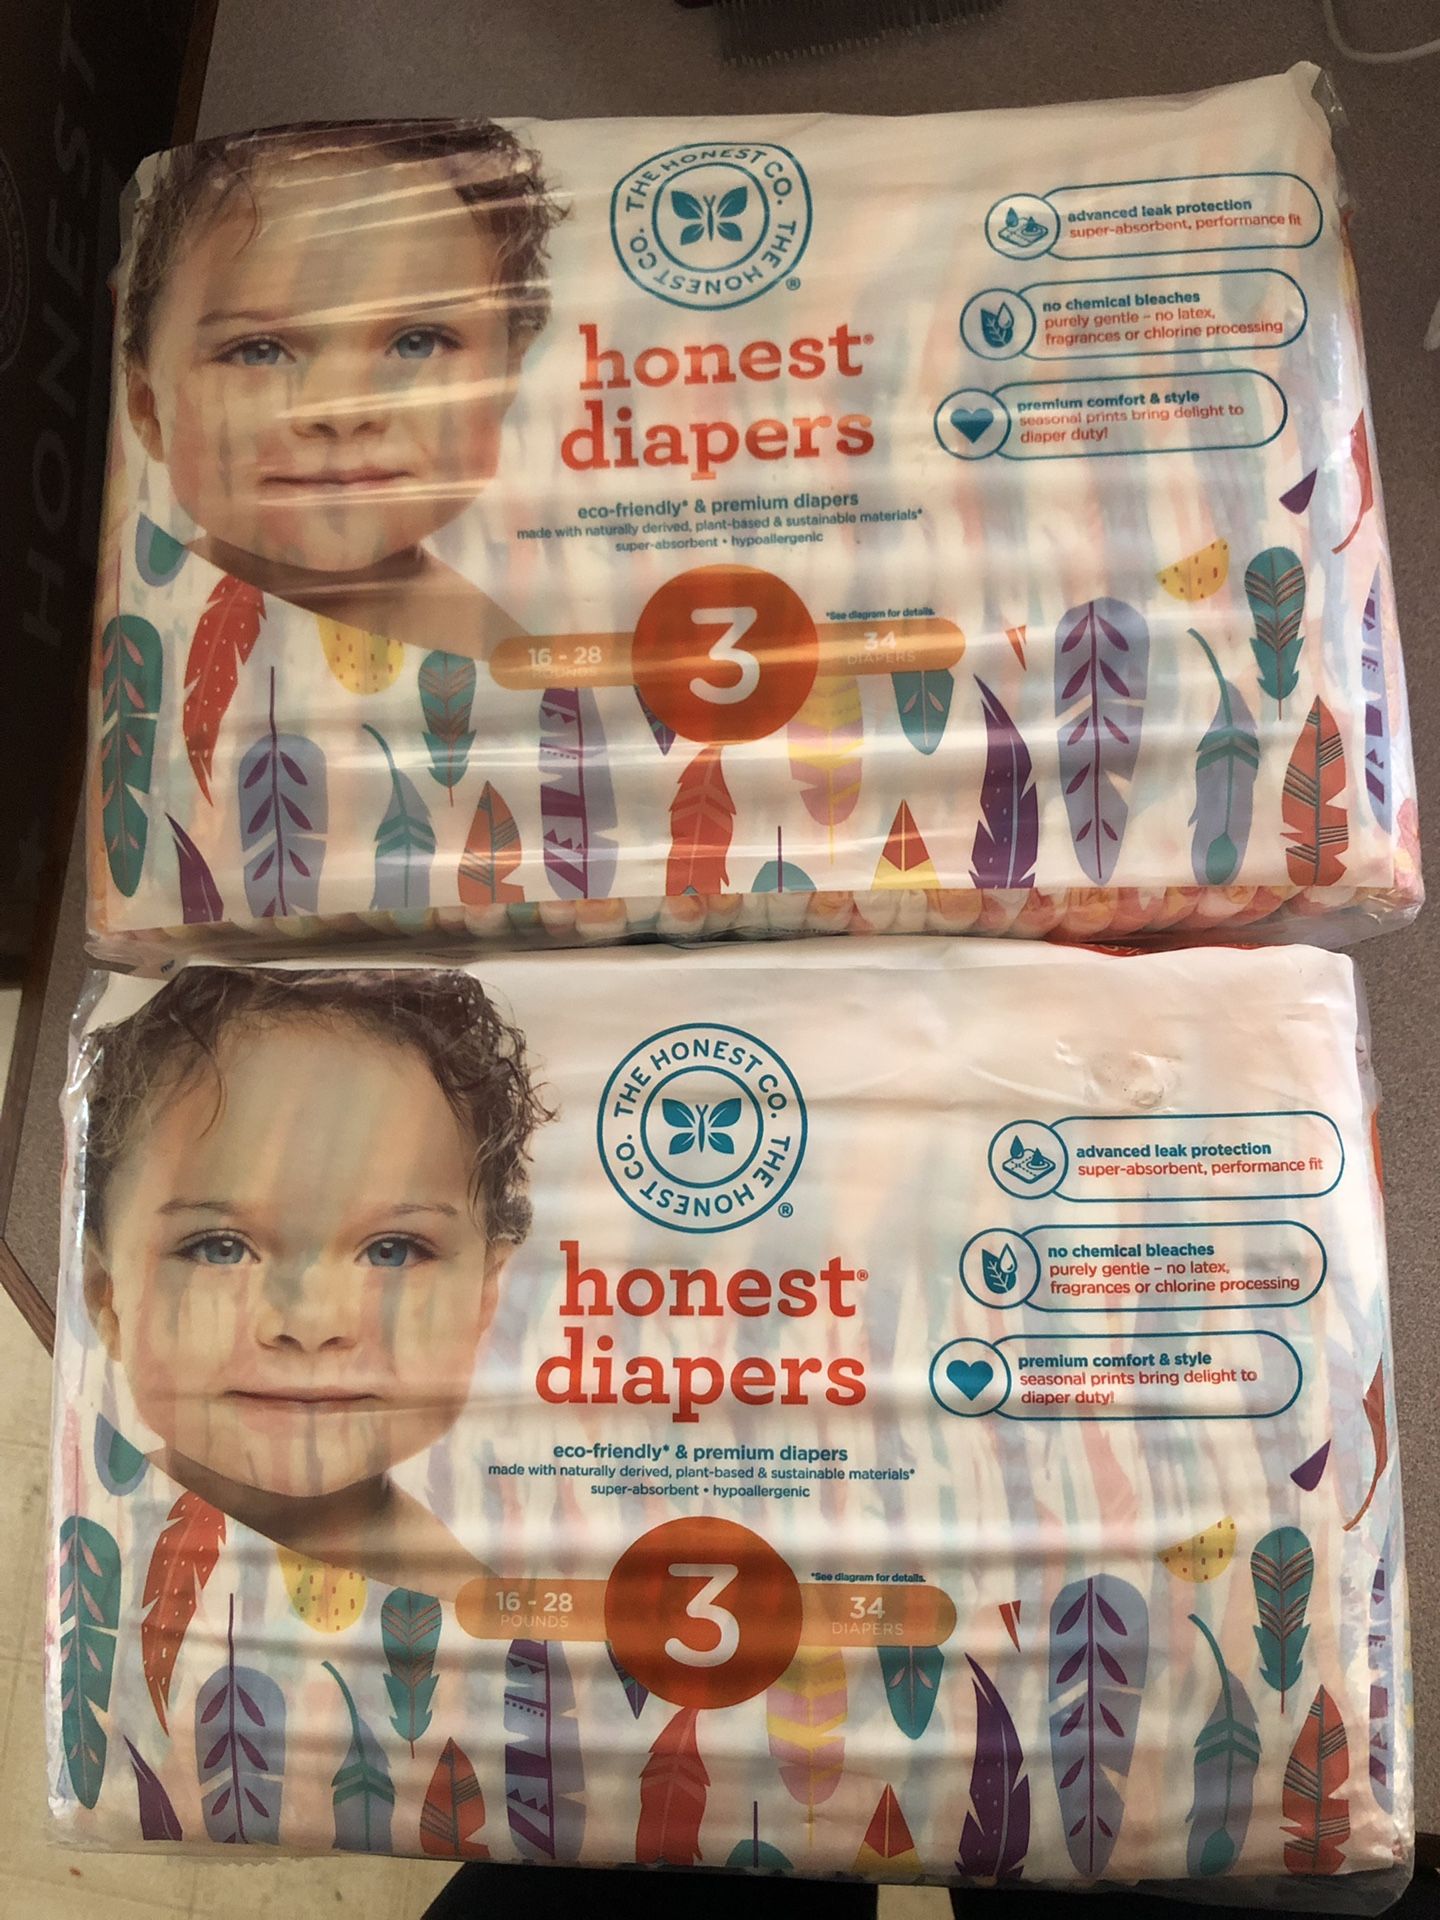 HONEST
THE HONEST CO. THE HONEST CO. ®
honest®
diapers
eco-friendly* & premium diapers
made with naturally derived, plant-based & sustainable materials*
super-absorbent • hypoallergenic
advanced leak protection
super-absorbent, performance fit
no chemical bleaches
purely gentle – no latex,
fragrances or chlorine processing
premium comfort & style
seasonal prints bring delight to
diaper duty!
*See diagram for details.
16 - 28
POUNDS
3
34
DIAPERS
THE HONEST CO. THE HONEST CO. ®
honest®
diapers
eco-friendly* & premium diapers
made with naturally derived, plant-based & sustainable materials*
super-absorbent • hypoallergenic
advanced leak protection
super-absorbent, performance fit
no chemical bleaches
purely gentle – no latex,
fragrances or chlorine processing
premium comfort & style
seasonal prints bring delight to
diaper duty!
*See diagram for details.
16 - 28
POUNDS
3
34
DIAPERS